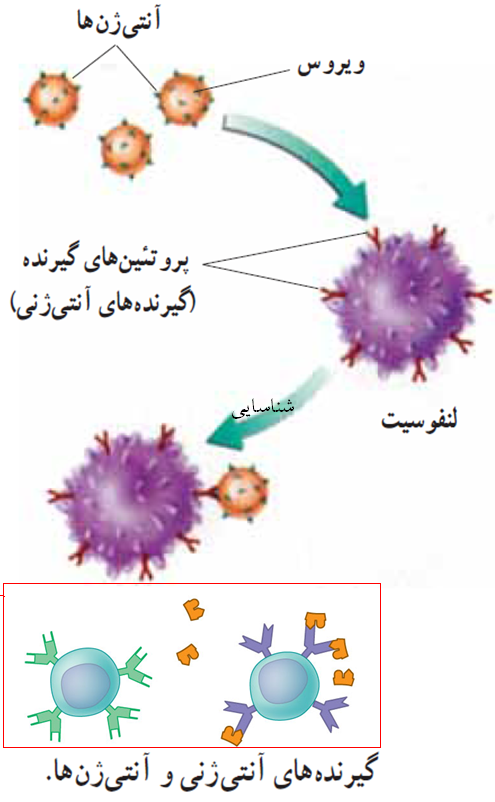 آنتی‌ژن‌ها
ویروس
پروتئین‌های گیرنده
(گیرنده‌های آنتی‌ژنی)
لنفوسیت
شناسایی
گیرنده‌های آنتی‌ژنی و آنتی‌ژن‌ها.